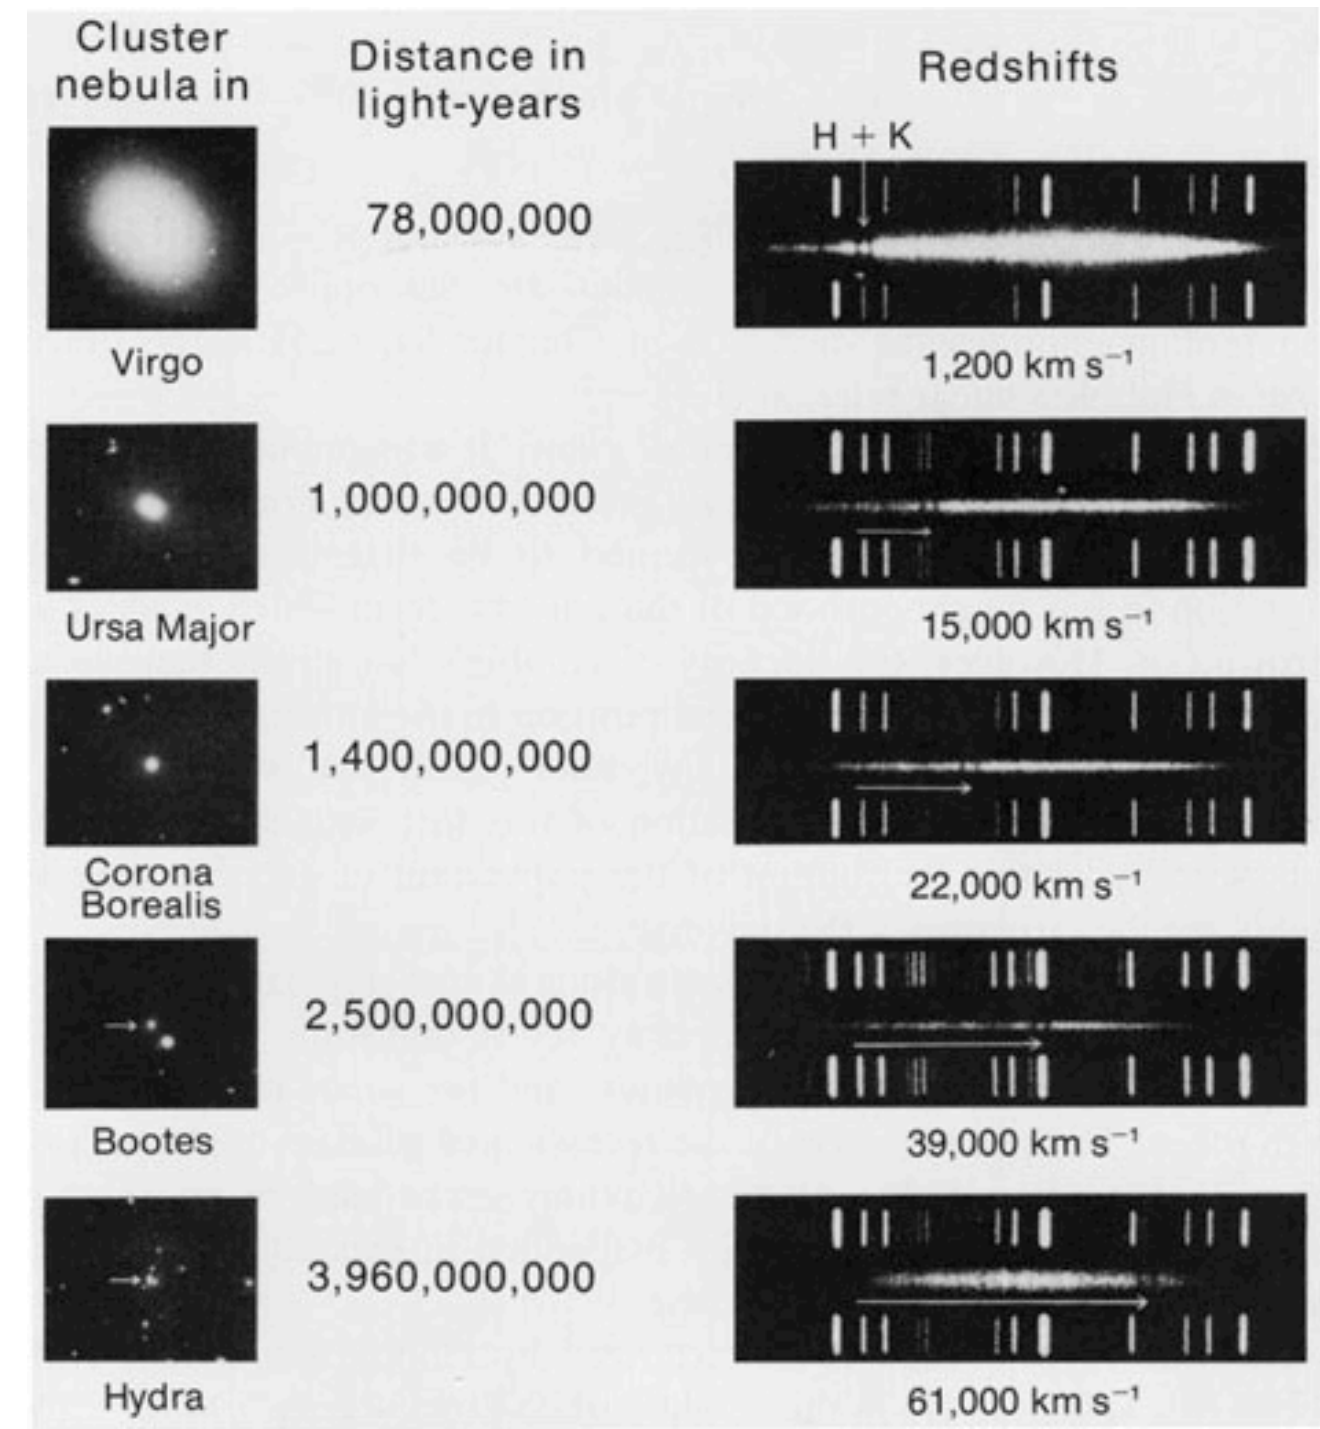 Cluster
nebula in
Distance in
light-years
Redshifts
H + K
78,000,000
Virgo
1,200 km s⁻¹
1,000,000,000
Ursa Major
15,000 km s⁻¹
1,400,000,000
Corona
Borealis
22,000 km s⁻¹
2,500,000,000
Bootes
39,000 km s⁻¹
3,960,000,000
Hydra
61,000 km s⁻¹